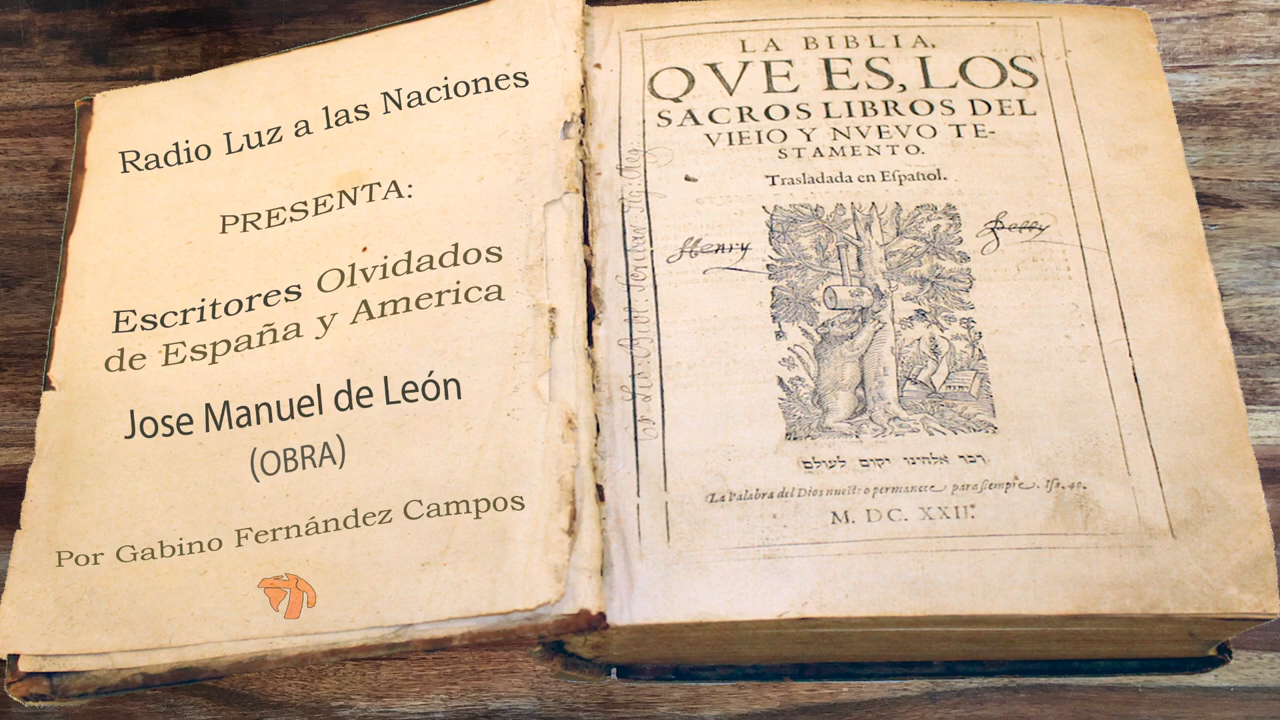 Radio Luz a las Naciones
PRESENTA:
Escritores Olvidados
de España y America
Jose Manuel de León
(OBRA)
Por Gabino Fernández Campos
LA BIBLIA,
QVE ES, LOS
SACROS LIBROS DEL
VIEIO Y NVEVO TE-
STAMENTO.
Trasladada en Español.
Henry
דבר אלהינו יקום לעולם
La Palabra del Dios nuestro permanece para siempre. Isa. 40.
M. DC. XXII.